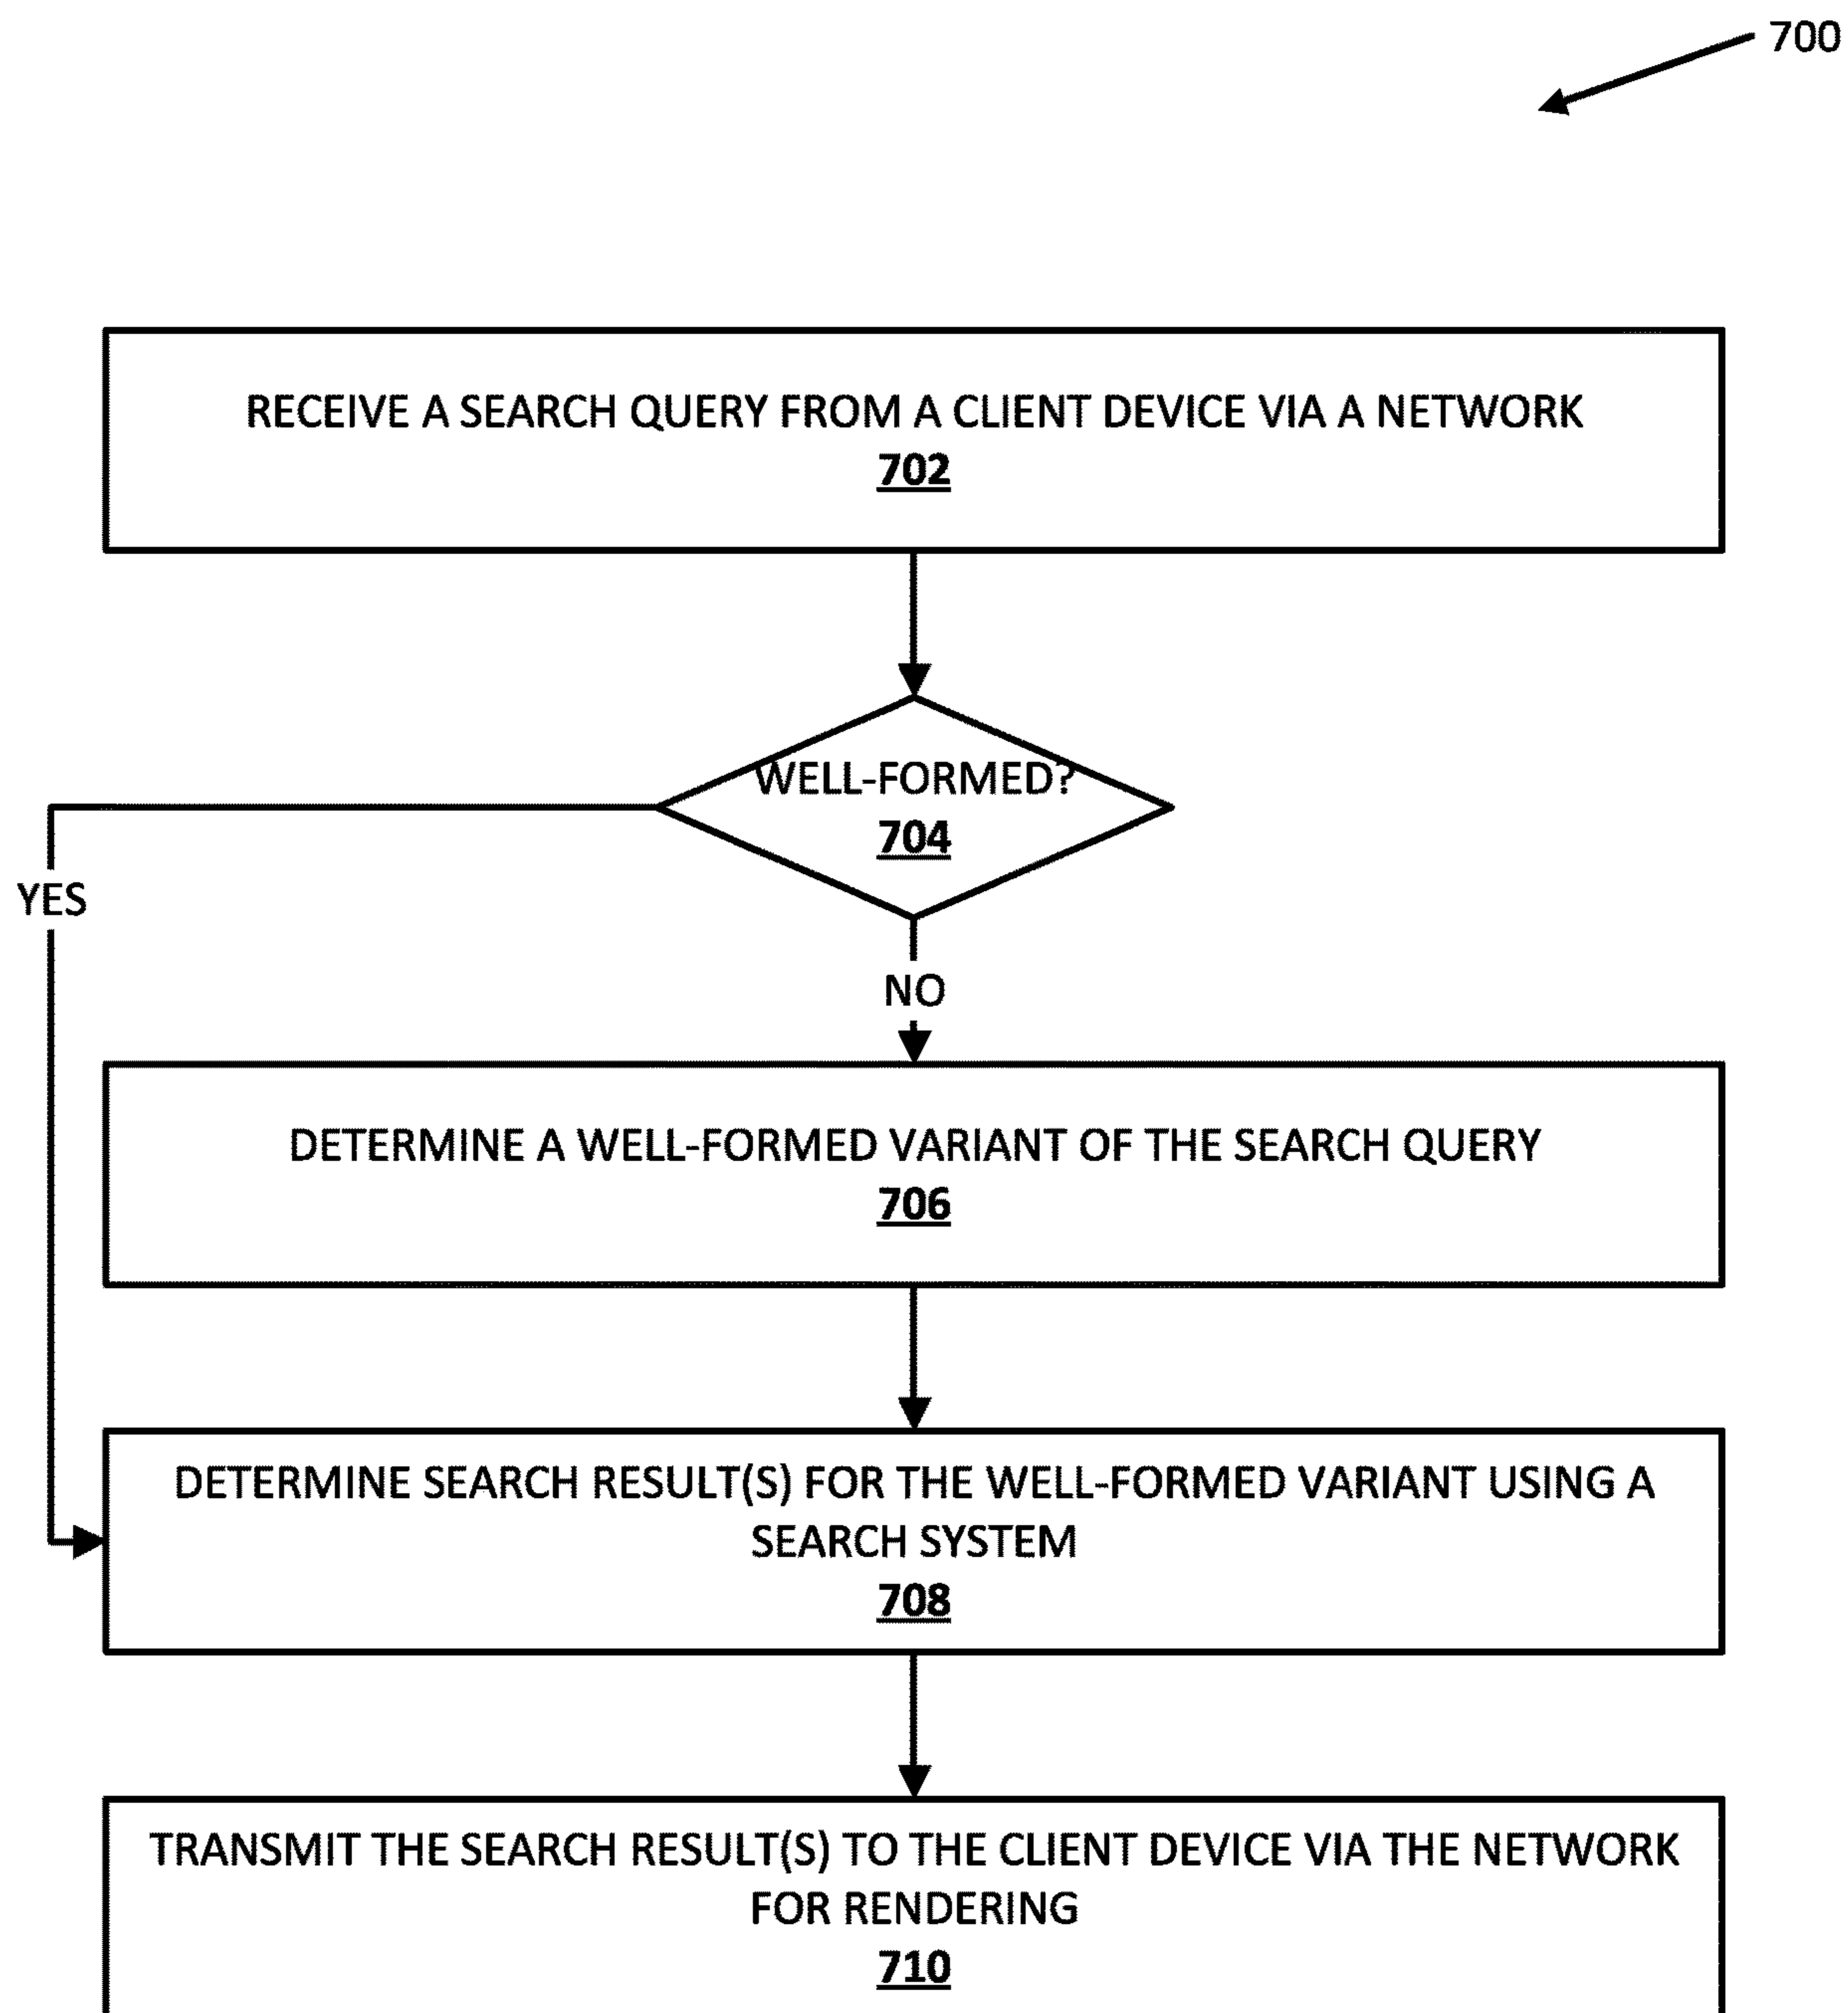 700
RECEIVE A SEARCH QUERY FROM A CLIENT DEVICE VIA A NETWORK
702
WELL-FORMED?
704
YES
NO
DETERMINE A WELL-FORMED VARIANT OF THE SEARCH QUERY
706
DETERMINE SEARCH RESULT(S) FOR THE WELL-FORMED VARIANT USING A
SEARCH SYSTEM
708
TRANSMIT THE SEARCH RESULT(S) TO THE CLIENT DEVICE VIA THE NETWORK
FOR RENDERING
710